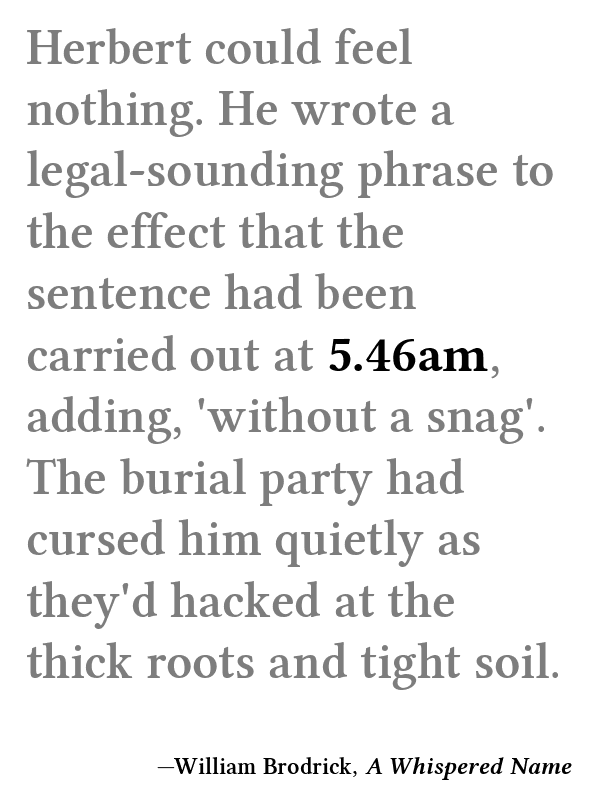 Herbert could feel
nothing. He wrote a
legal-sounding phrase to
the effect that the
sentence had been
carried out at 5.46am,
adding, 'without a snag'.
The burial party had
cursed him quietly as
they'd hacked at the
thick roots and tight soil.
—William Brodrick, A Whispered Name